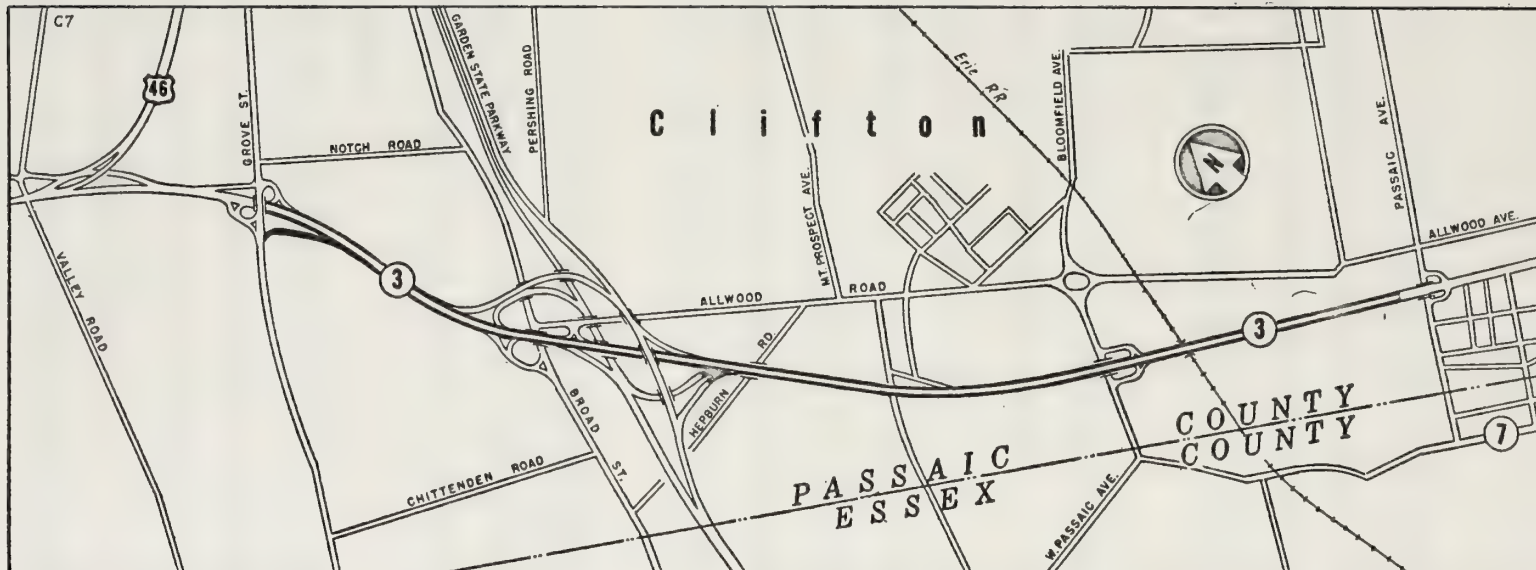 C7
46
GROVE ST.
NOTCH ROAD
GARDEN STATE PARKWAY
PERSHING ROAD
Clifton
Erie RR
BLOOMFIELD AVE.
N
PASSAIC AVE.
ALLWOOD AVE.
MT. PROSPECT AVE.
VALLEY ROAD
3
ALLWOOD ROAD
3
HEPBURN RD.
BROAD ST.
CHITTENDEN ROAD
PASSAIC COUNTY
ESSEX COUNTY
W. PASSAIC AVE.
7